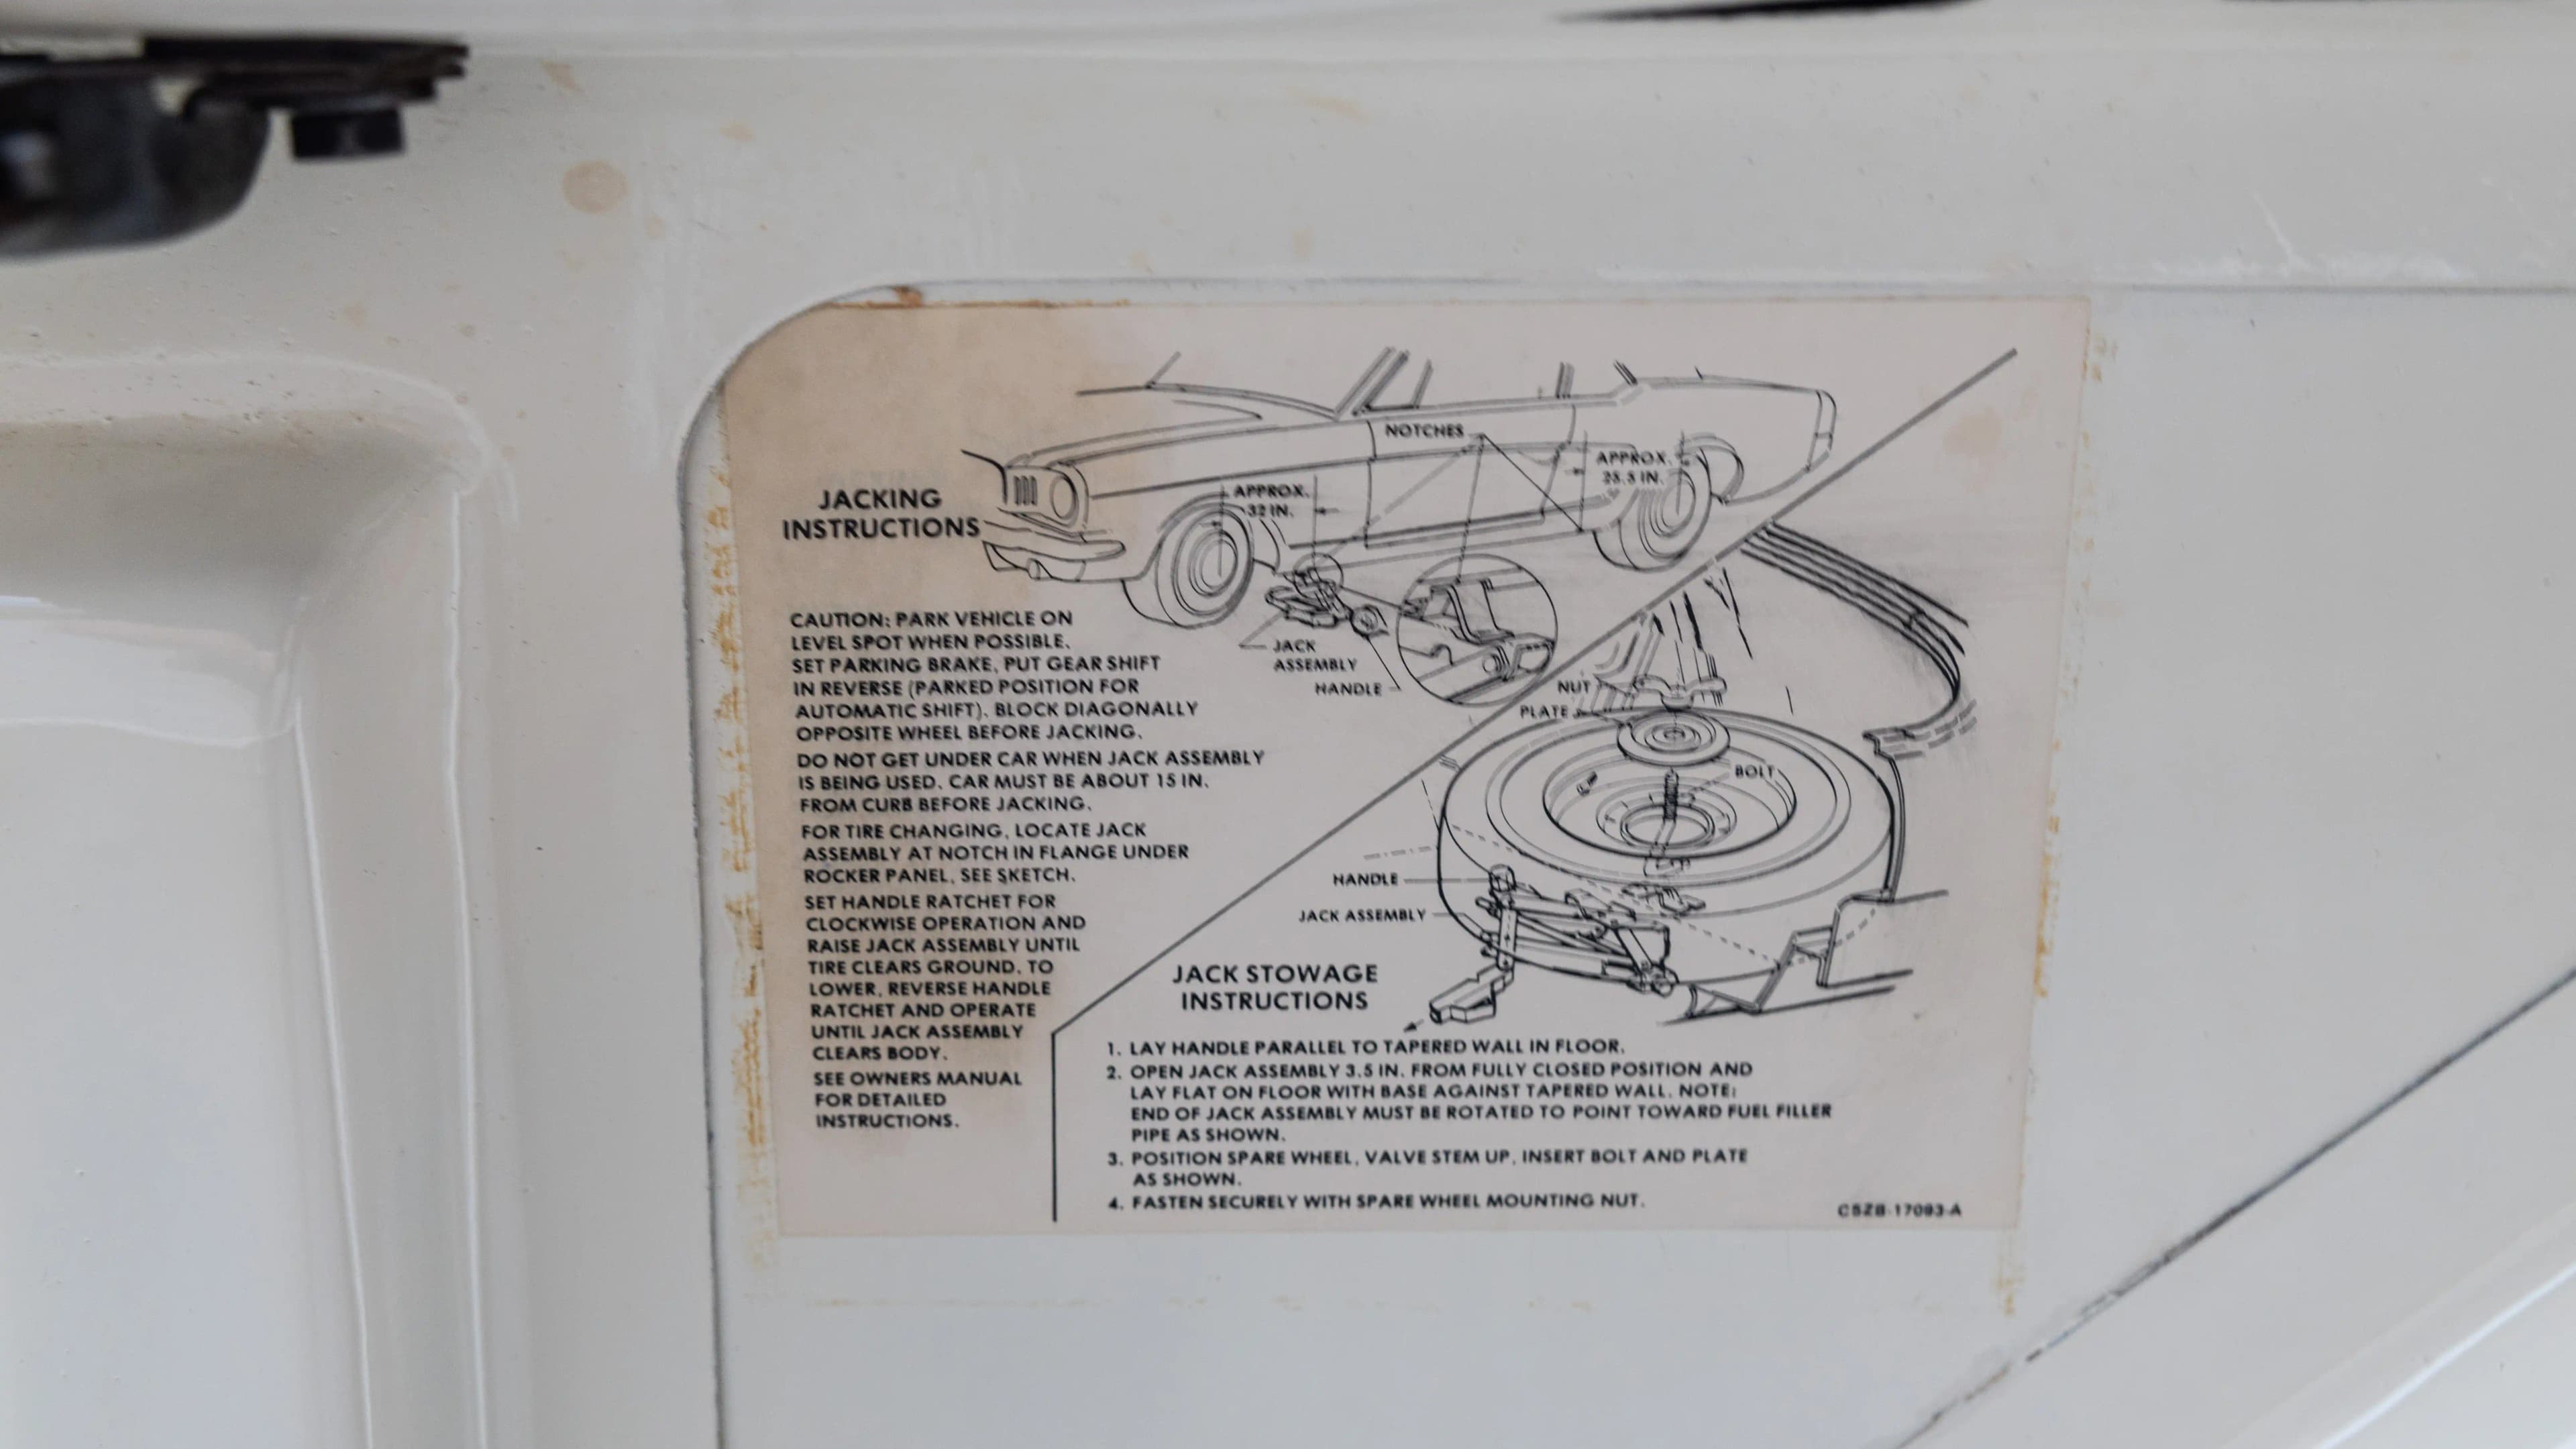 JACKING
INSTRUCTIONS
NOTCHES
APPROX.
25.5 IN.
APPROX.
32 IN.
JACK
ASSEMBLY
HANDLE
CAUTION: PARK VEHICLE ON
LEVEL SPOT WHEN POSSIBLE.
SET PARKING BRAKE, PUT GEAR SHIFT
IN REVERSE (PARKED POSITION FOR
AUTOMATIC SHIFT). BLOCK DIAGONALLY
OPPOSITE WHEEL BEFORE JACKING.
DO NOT GET UNDER CAR WHEN JACK ASSEMBLY
IS BEING USED. CAR MUST BE ABOUT 15 IN.
FROM CURB BEFORE JACKING.
FOR TIRE CHANGING, LOCATE JACK
ASSEMBLY AT NOTCH IN FLANGE UNDER
ROCKER PANEL, SEE SKETCH.
SET HANDLE RATCHET FOR
CLOCKWISE OPERATION AND
RAISE JACK ASSEMBLY UNTIL
TIRE CLEARS GROUND. TO
LOWER, REVERSE HANDLE
RATCHET AND OPERATE
UNTIL JACK ASSEMBLY
CLEARS BODY.
SEE OWNERS MANUAL
FOR DETAILED
INSTRUCTIONS.
NUT
PLATE
BOLT
HANDLE
JACK ASSEMBLY
JACK STOWAGE
INSTRUCTIONS
1. LAY HANDLE PARALLEL TO TAPERED WALL IN FLOOR.
2. OPEN JACK ASSEMBLY 3.5 IN. FROM FULLY CLOSED POSITION AND
LAY FLAT ON FLOOR WITH BASE AGAINST TAPERED WALL. NOTE:
END OF JACK ASSEMBLY MUST BE ROTATED TO POINT TOWARD FUEL FILLER
PIPE AS SHOWN.
3. POSITION SPARE WHEEL, VALVE STEM UP, INSERT BOLT AND PLATE
AS SHOWN.
4. FASTEN SECURELY WITH SPARE WHEEL MOUNTING NUT.
C5ZB-17093-A